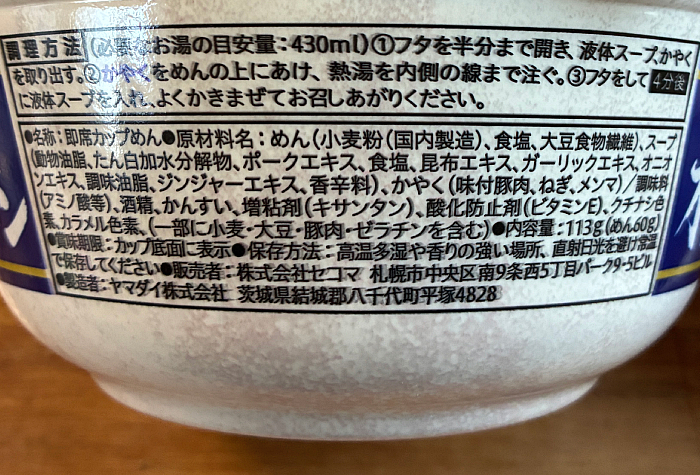 調理方法 (必要なお湯の目安量:430ml)①フタを半分まで開き、液体スープ、かやく
を取り出す。②かやくをめんの上にあけ、熱湯を内側の線まで注ぐ。③フタをして 4分後
に液体スープを入れ、よくかきまぜてお召しあがりください。
●名称:即席カップめん●原材料名:めん(小麦粉(国内製造)、食塩、大豆食物繊維)、スープ
(動物油脂、たん白加水分解物、ポークエキス、食塩、昆布エキス、ガーリックエキス、オニオ
ンエキス、調味油脂、ジンジャーエキス、香辛料)、かやく(味付豚肉、ねぎ、メンマ)/調味料
(アミノ酸等)、酒精、かんすい、増粘剤(キサンタン)、酸化防止剤(ビタミンE)、クチナシ色
素、カラメル色素、(一部に小麦・大豆・豚肉・ゼラチンを含む)●内容量:113g(めん60g)
●賞味期限:カップ底面に表示●保存方法:高温多湿や香りの強い場所、直射日光を避け常温
で保存してください●販売者:株式会社セコマ 札幌市中央区南9条西5丁目パーク9・5ビル
●製造者:ヤマダイ株式会社 茨城県結城郡八千代町平塚4828